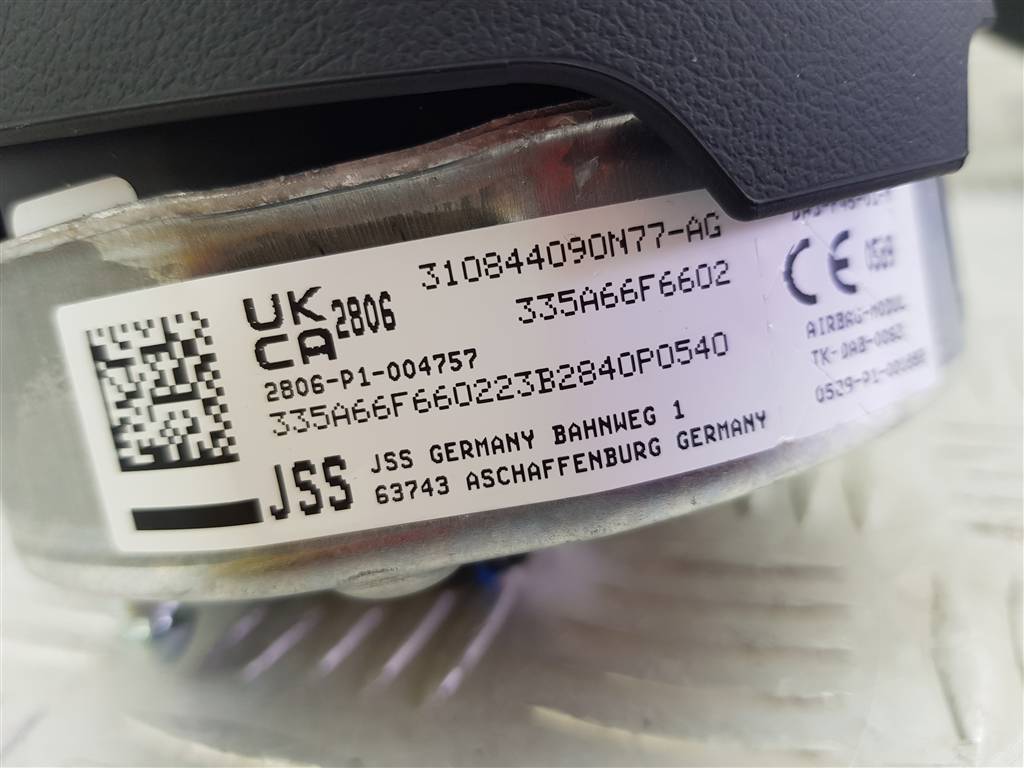 310844090N77-AG
UK
CA 2806
335A66F6602
2806-P1-004757
335A66F660223B2840P0540
JSS
JSS GERMANY BAHNWEG 1
63743 ASCHAFFENBURG GERMANY
CE
AIRBAG-MODUL